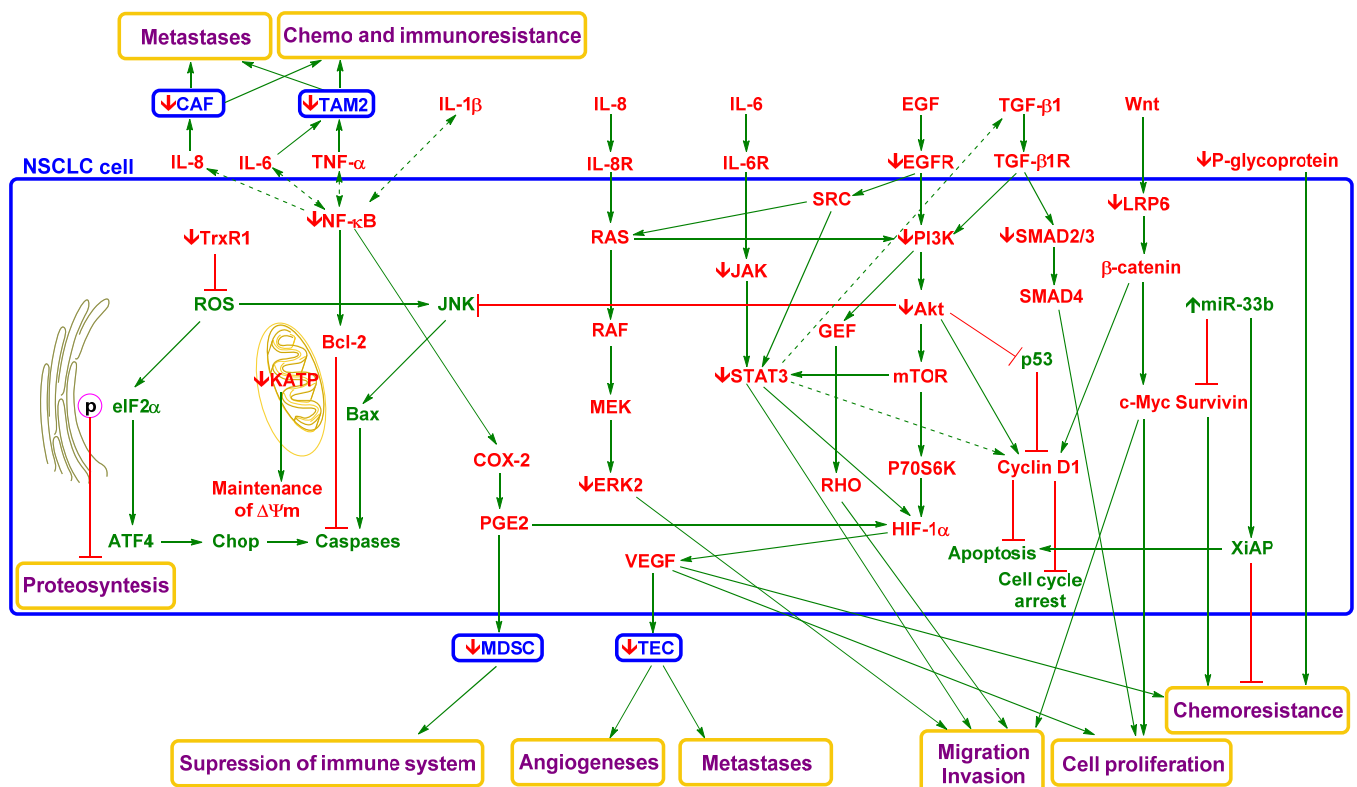 Metastases
Chemo and immunoresistance
↓CAF
↓TAM2
IL-1β
IL-8
IL-6
EGF
TGF-β1
Wnt
IL-8
IL-6
TNF-α
IL-8R
IL-6R
↓EGFR
TGF-β1R
↓P-glycoprotein
NSCLC cell
SRC
↓LRP6
↓NF-κB
↓TrxR1
RAS
↓PI3K
↓SMAD2/3
↓JAK
β-catenin
ROS
JNK
↓Akt
SMAD4
↑miR-33b
RAF
GEF
Bcl-2
p53
↓KATP
↓STAT3
mTOR
p
eIF2α
Bax
MEK
c-Myc
Survivin
COX-2
P70S6K
Cyclin D1
Maintenance
of ΔΨm
↓ERK2
RHO
PGE2
HIF-1α
ATF4
Chop
Caspases
Apoptosis
XiAP
VEGF
Proteosyntesis
Cell cycle
arrest
↓MDSC
↓TEC
Chemoresistance
Supression of immune system
Angiogeneses
Metastases
Migration
Invasion
Cell proliferation